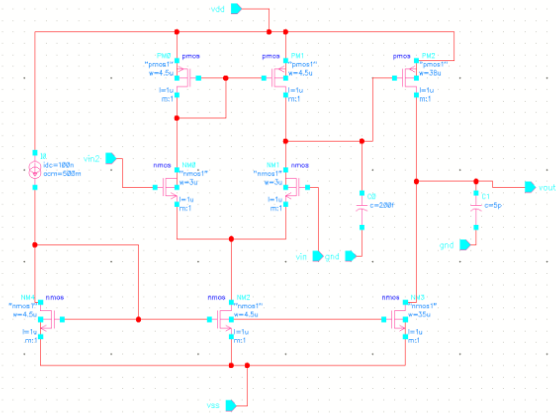 vdd
PM0
pmos
"pmos1"
w=4.5u
l=1u
m:1
PM1
pmos
"pmos1"
w=4.5u
l=1u
m:1
pmos
PM2
"pmos1"
w=38u
l=1u
m:1
I8
idc=100n
acm=500m
vin2
nmos
NM0
"nmos1"
w=3u
l=1u
m:1
NM1
nmos
"nmos1"
w=3u
l=1u
m:1
vin
gnd
c=200f
gnd
C1
c=5p
vout
NM4
nmos
"nmos1"
w=4.5u
l=1u
m:1
nmos
NM2
"nmos1"
w=4.5u
l=1u
m:1
nmos
NM3
"nmos1"
w=35u
l=1u
m:1
vss